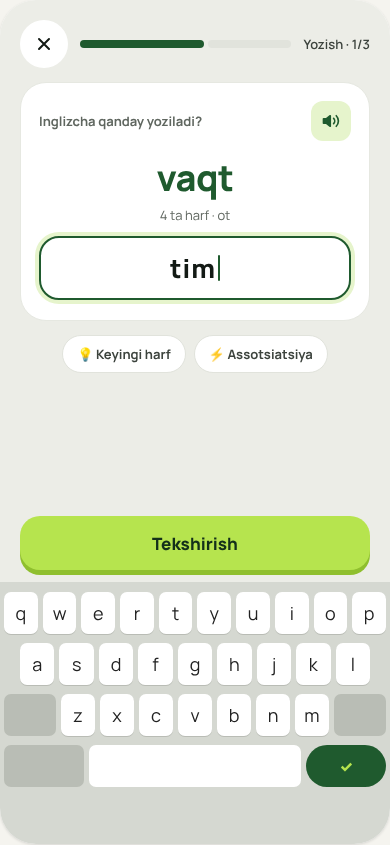 Yozish · 1/3
Inglizcha qanday yoziladi?
vaqt
4 ta harf · ot
tim
💡 Keyingi harf
⚡ Assotsiatsiya
Tekshirish
q w e r t y u i o p
a s d f g h j k l
z x c v b n m